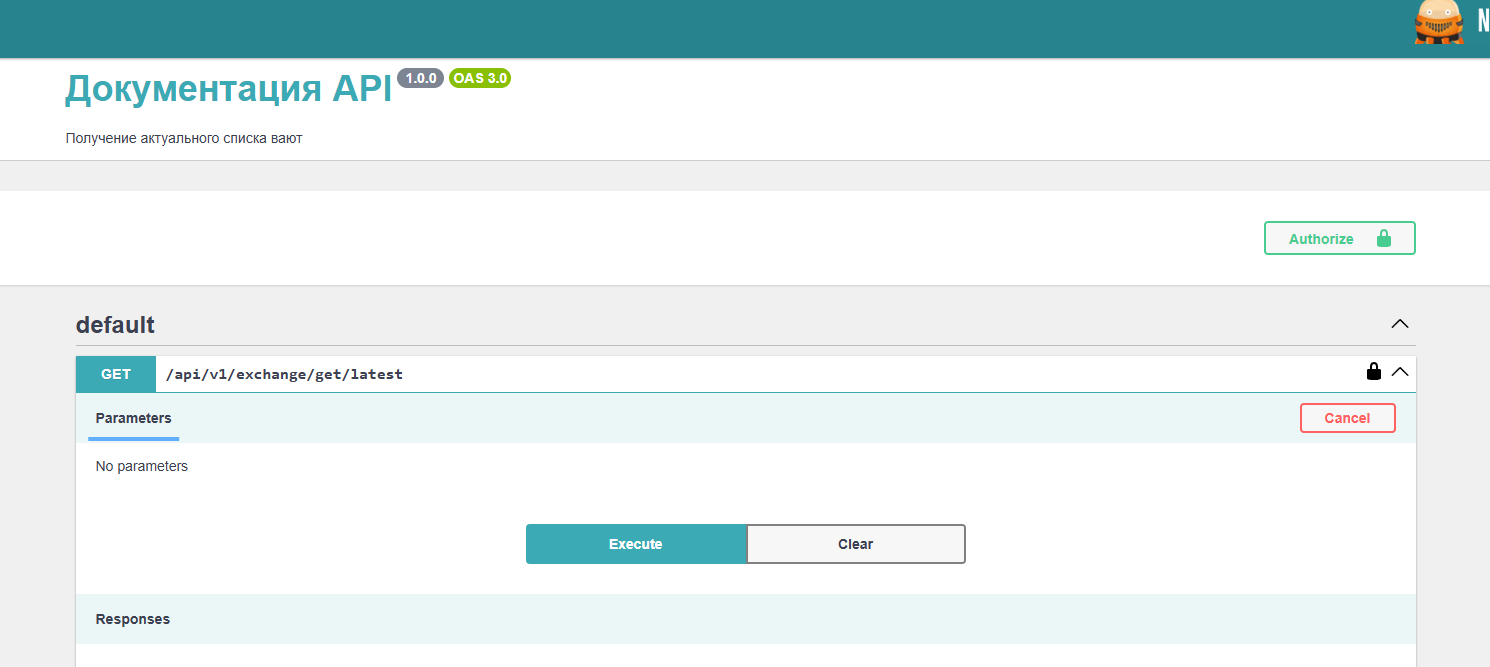 N
Документация API 1.0.0 OAS 3.0
Получение актуального списка вают
Authorize
default
GET /api/v1/exchange/get/latest
Parameters
Cancel
No parameters
Execute Clear
Responses